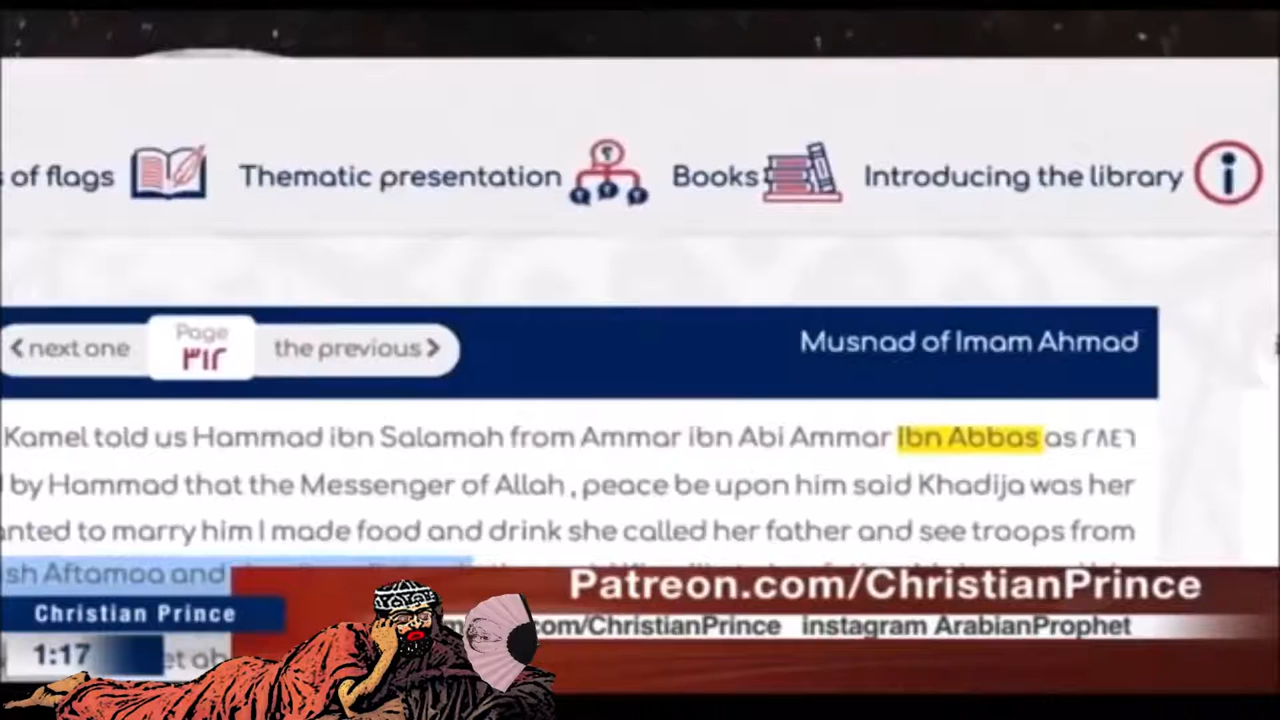 of flags Thematic presentation Books Introducing the library
next one Page ٣١٢ the previous Musnad of Imam Ahmad
Kamel told us Hammad ibn Salamah from Ammar ibn Abi Ammar Ibn Abbas as ٢٨٤٦
by Hammad that the Messenger of Allah , peace be upon him said Khadija was her
to marry him I made food and drink she called her father and see troops from
Aftamoa and
Patreon.com/ChristianPrince
Christian Prince
com/ChristianPrince instagram ArabianProphet
1:17